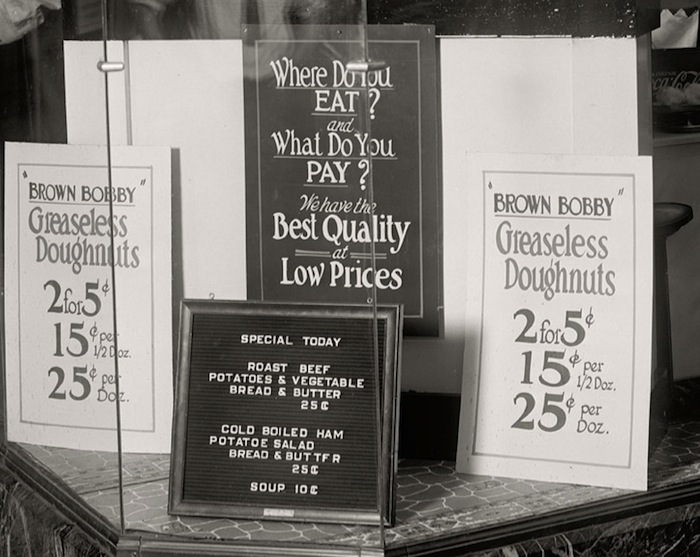 "BROWN BOBBY"
Greaseless
Doughnuts
2 for 5¢
15¢ per 1/2 Doz.
25¢ per Doz.
Where Do You
EAT?
and
What Do You
PAY?
We have the
Best Quality
at
Low Prices
SPECIAL TODAY
ROAST BEEF
POTATOES & VEGETABLE
BREAD & BUTTER
25¢
COLD BOILED HAM
POTATOE SALAD
BREAD & BUTTFR
25¢
SOUP 10¢
"BROWN BOBBY"
Greaseless
Doughnuts
2 for 5¢
15¢ per 1/2 Doz.
25¢ per Doz.